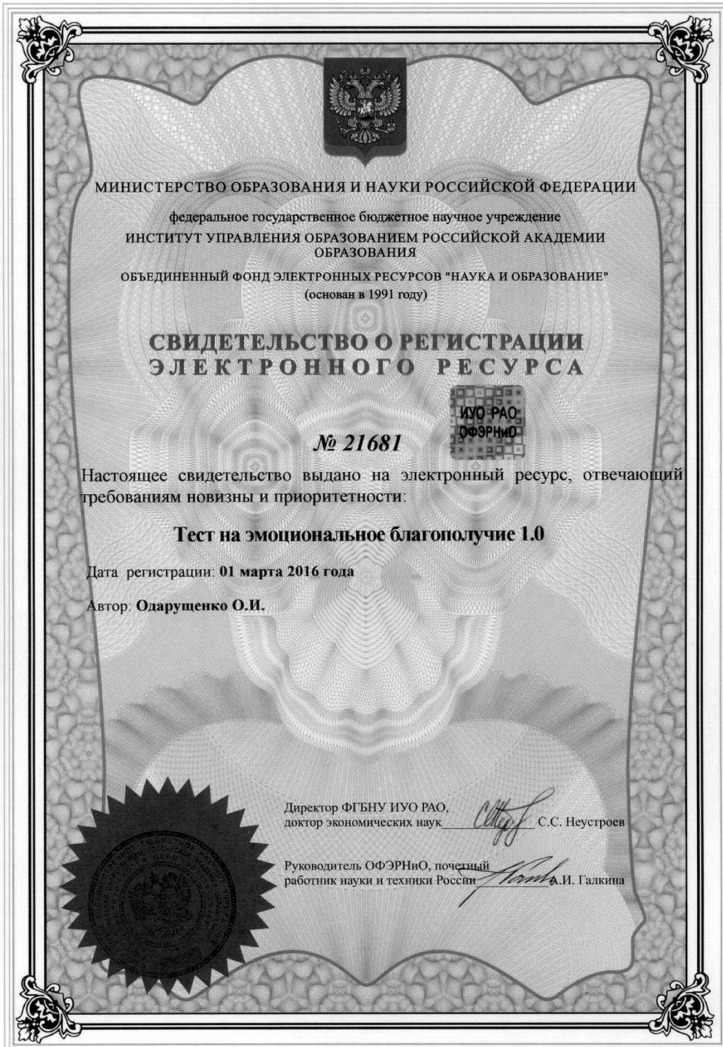 МИНИСТЕРСТВО ОБРАЗОВАНИЯ И НАУКИ РОССИЙСКОЙ ФЕДЕРАЦИИ
федеральное государственное бюджетное научное учреждение
ИНСТИТУТ УПРАВЛЕНИЯ ОБРАЗОВАНИЕМ РОССИЙСКОЙ АКАДЕМИИ
ОБРАЗОВАНИЯ
ОБЪЕДИНЕННЫЙ ФОНД ЭЛЕКТРОННЫХ РЕСУРСОВ "НАУКА И ОБРАЗОВАНИЕ"
(основан в 1991 году)
СВИДЕТЕЛЬСТВО О РЕГИСТРАЦИИ
ЭЛЕКТРОННОГО РЕСУРСА
ИУО РАО
ОФЭРНиО
№ 21681
Настоящее свидетельство выдано на электронный ресурс, отвечающий
требованиям новизны и приоритетности:
Тест на эмоциональное благополучие 1.0
Дата регистрации: 01 марта 2016 года
Автор: Одарущенко О.И.
Директор ФГБНУ ИУО РАО,
доктор экономических наук С.С. Неустроев
Руководитель ОФЭРНиО, почетный
работник науки и техники России А.И. Галкина